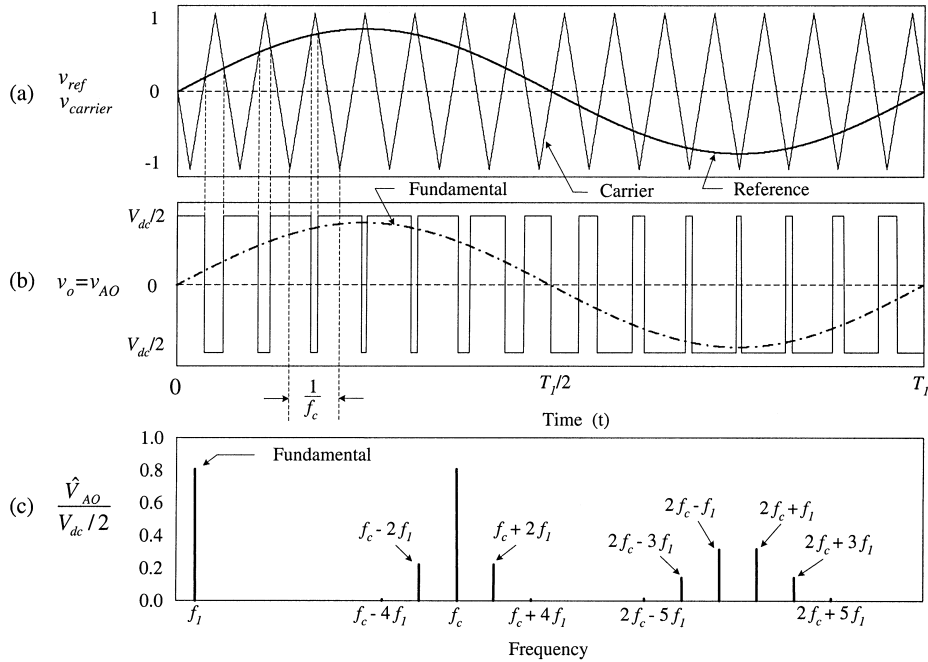 (a)
v_ref
v_carrier
1
0
-1
Carrier
Reference
Fundamental
(b)
v_o=v_AO
V_dc/2
0
V_dc/2
0
1
T_1/2
T_1
1
f_c
Time (t)
(c)
V̂_AO
V_dc/2
1.0
0.8
0.6
0.4
0.2
0.0
Fundamental
f_c-2f_1
f_c+2f_1
2f_c-3f_1
2f_c-f_1
2f_c+f_1
2f_c+3f_1
f_1
f_c-4f_1
f_c
f_c+4f_1
2f_c-5f_1
2f_c+5f_1
Frequency